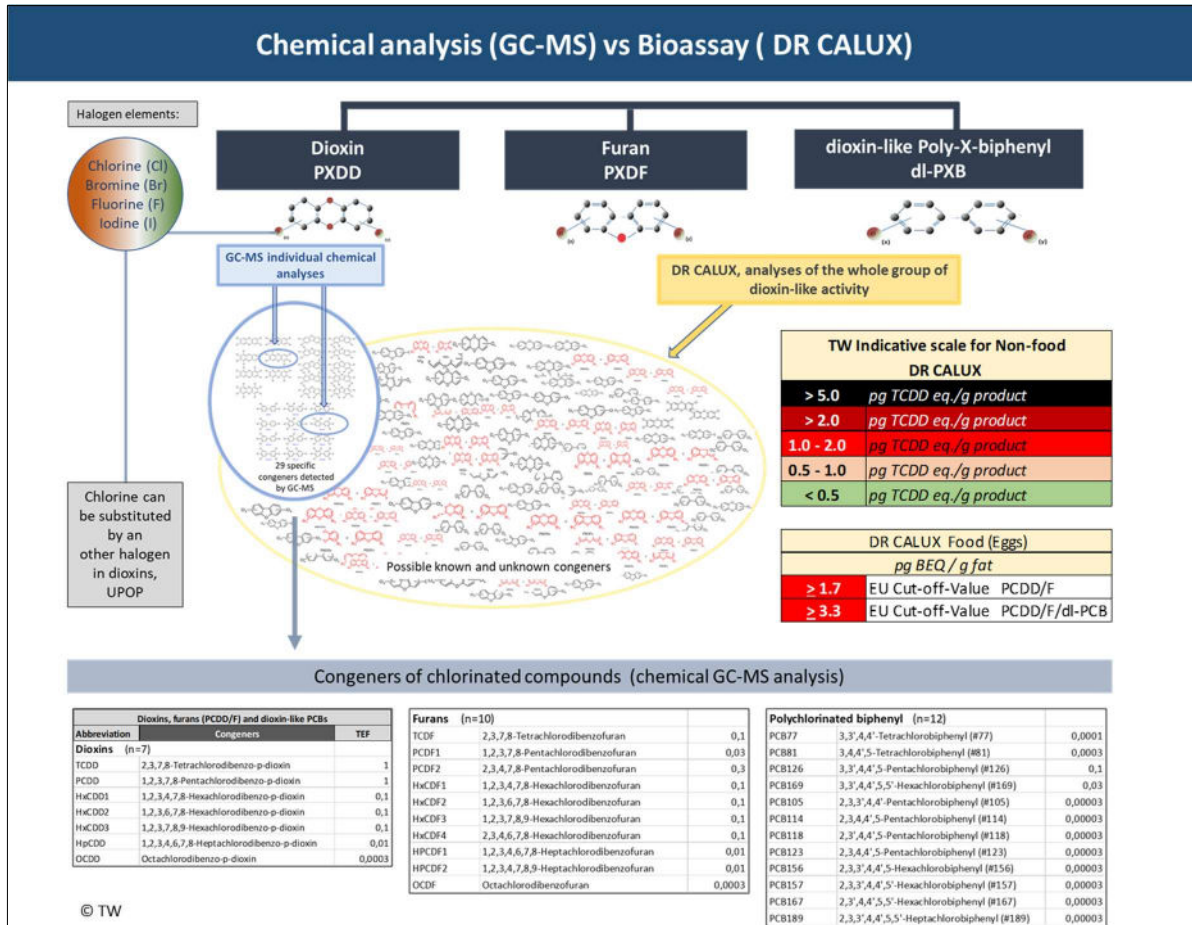 Chemical analysis (GC-MS) vs Bioassay ( DR CALUX)
Halogen elements:
Chlorine (Cl)
Bromine (Br)
Fluorine (F)
Iodine (I)
Dioxin
PXDD
Furan
PXDF
dioxin-like Poly-X-biphenyl
dl-PXB
(x)
(y)
GC-MS individual chemical
analyses
DR CALUX, analyses of the whole group of
dioxin-like activity
29 specific
congeners detected
by GC-MS
Possible known and unknown congeners
Chlorine can
be substituted
by an
other halogen
in dioxins,
UPOP
TW Indicative scale for Non-food
DR CALUX
> 5.0 pg TCDD eq./g product
> 2.0 pg TCDD eq./g product
1.0 - 2.0 pg TCDD eq./g product
0.5 - 1.0 pg TCDD eq./g product
< 0.5 pg TCDD eq./g product
DR CALUX Food (Eggs)
pg BEQ / g fat
≥ 1.7 EU Cut-off-Value PCDD/F
≥ 3.3 EU Cut-off-Value PCDD/F/dl-PCB
Congeners of chlorinated compounds (chemical GC-MS analysis)
Dioxins, furans (PCDD/F) and dioxin-like PCBs
Abbreviation Congeners TEF
Dioxins (n=7)
TCDD 2,3,7,8-Tetrachlorodibenzo-p-dioxin 1
PCDD 1,2,3,7,8-Pentachlorodibenzo-p-dioxin 1
HxCDD1 1,2,3,4,7,8-Hexachlorodibenzo-p-dioxin 0,1
HxCDD2 1,2,3,6,7,8-Hexachlorodibenzo-p-dioxin 0,1
HxCDD3 1,2,3,7,8,9-Hexachlorodibenzo-p-dioxin 0,1
HpCDD 1,2,3,4,6,7,8-Heptachlorodibenzo-p-dioxin 0,01
OCDD Octachlorodibenzo-p-dioxin 0,0003
Furans (n=10)
TCDF 2,3,7,8-Tetrachlorodibenzofuran 0,1
PCDF1 1,2,3,7,8-Pentachlorodibenzofuran 0,03
PCDF2 2,3,4,7,8-Pentachlorodibenzofuran 0,3
HxCDF1 1,2,3,4,7,8-Hexachlorodibenzofuran 0,1
HxCDF2 1,2,3,6,7,8-Hexachlorodibenzofuran 0,1
HxCDF3 1,2,3,7,8,9-Hexachlorodibenzofuran 0,1
HxCDF4 2,3,4,6,7,8-Hexachlorodibenzofuran 0,1
HPCDF1 1,2,3,4,6,7,8-Heptachlorodibenzofuran 0,01
HPCDF2 1,2,3,4,7,8,9-Heptachlorodibenzofuran 0,01
OCDF Octachlorodibenzofuran 0,0003
Polychlorinated biphenyl (n=12)
PCB77 3,3',4,4'-Tetrachlorobiphenyl (#77) 0,0001
PCB81 3,4,4',5-Tetrachlorobiphenyl (#81) 0,0003
PCB126 3,3',4,4',5-Pentachlorobiphenyl (#126) 0,1
PCB169 3,3',4,4',5,5'-Hexachlorobiphenyl (#169) 0,03
PCB105 2,3,3',4,4'-Pentachlorobiphenyl (#105) 0,00003
PCB114 2,3,4,4',5-Pentachlorobiphenyl (#114) 0,00003
PCB118 2,3',4,4',5-Pentachlorobiphenyl (#118) 0,00003
PCB123 2,3,4,4',5-Pentachlorobiphenyl (#123) 0,00003
PCB156 2,3,3',4,4',5-Hexachlorobiphenyl (#156) 0,00003
PCB157 2,3,3',4,4',5'-Hexachlorobiphenyl (#157) 0,00003
PCB167 2,3',4,4',5,5'-Hexachlorobiphenyl (#167) 0,00003
PCB189 2,3,3',4,4',5,5'-Heptachlorobiphenyl (#189) 0,00003
© TW